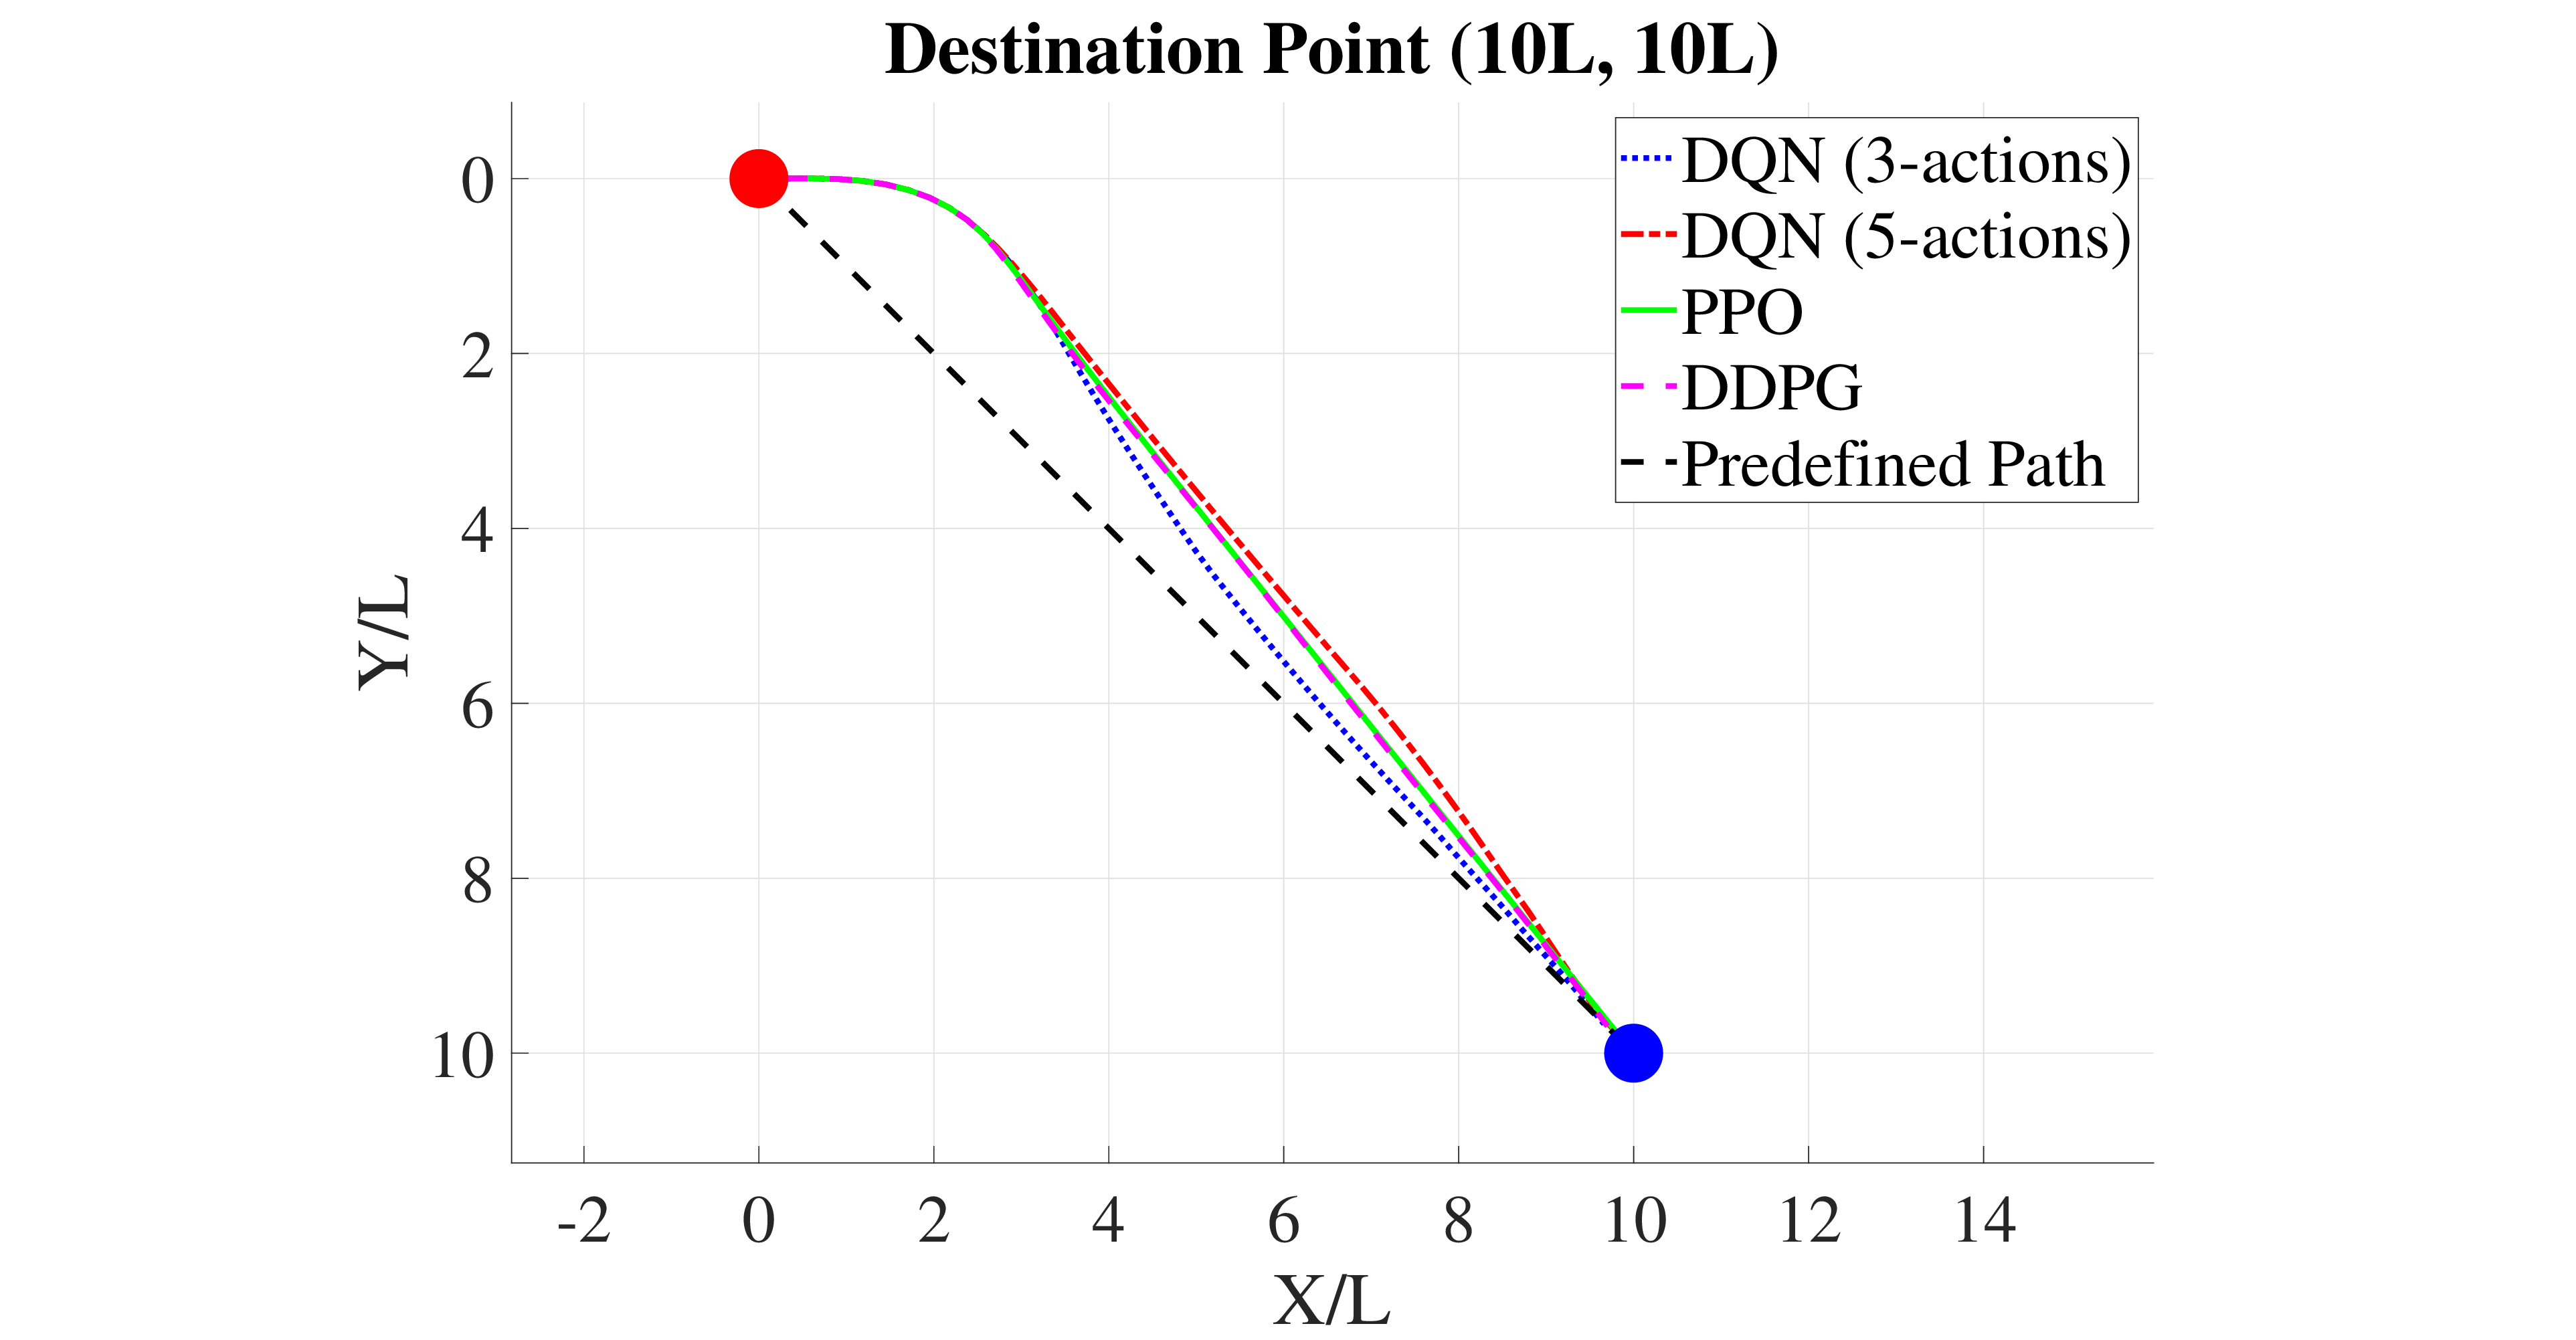 Destination Point (10L, 10L)
DQN (3-actions)
DQN (5-actions)
PPO
DDPG
Predefined Path
Y/L
0
2
4
6
8
10
-2 0 2 4 6 8 10 12 14
X/L